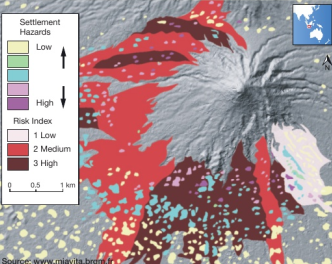 Settlement
Hazards
Low
High
Risk Index
1 Low
2 Medium
3 High
0 0.5 1 km
N
Source: www.miavita.brgm.fr